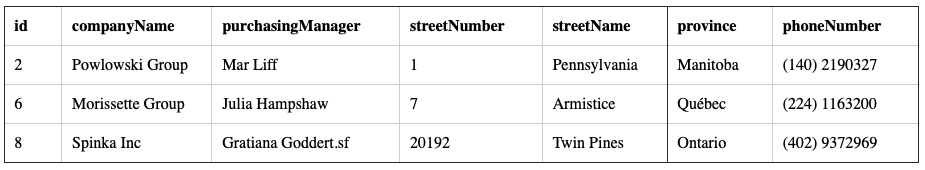 id companyName purchasingManager streetNumber streetName province phoneNumber
2 Powlowski Group Mar Liff 1 Pennsylvania Manitoba (140) 2190327
6 Morissette Group Julia Hampshaw 7 Armistice Québec (224) 1163200
8 Spinka Inc Gratiana Goddert.sf 20192 Twin Pines Ontario (402) 9372969